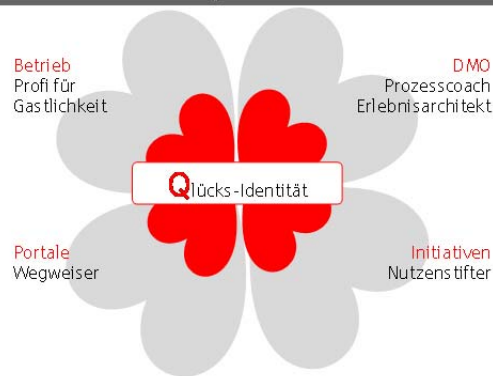 Betrieb
Profi für
Gastlichkeit
DMO
Prozesscoach
Erlebnisarchitekt
Qlücks-Identität
Portale
Wegweiser
Initiativen
Nutzenstifter